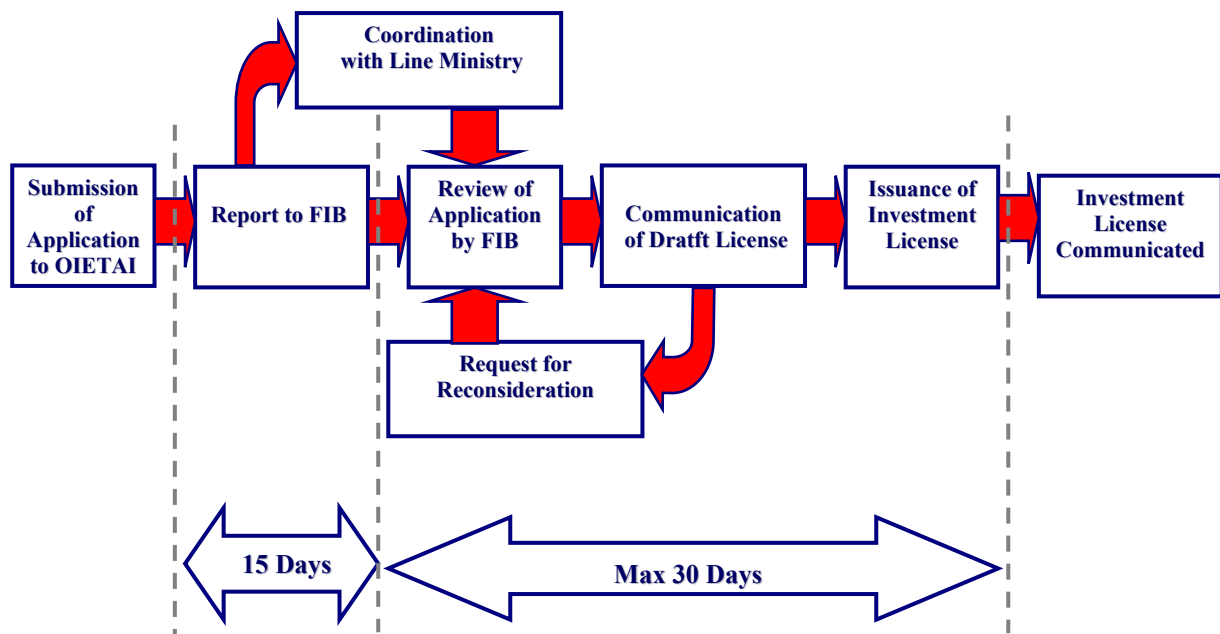 Coordination
with Line Ministry
Submission
of
Application
to OIETAI
Report to FIB
Review of
Application
by FIB
Communication
of Dratft License
Issuance of
Investment
License
Investment
License
Communicated
Request for
Reconsideration
15 Days
Max 30 Days